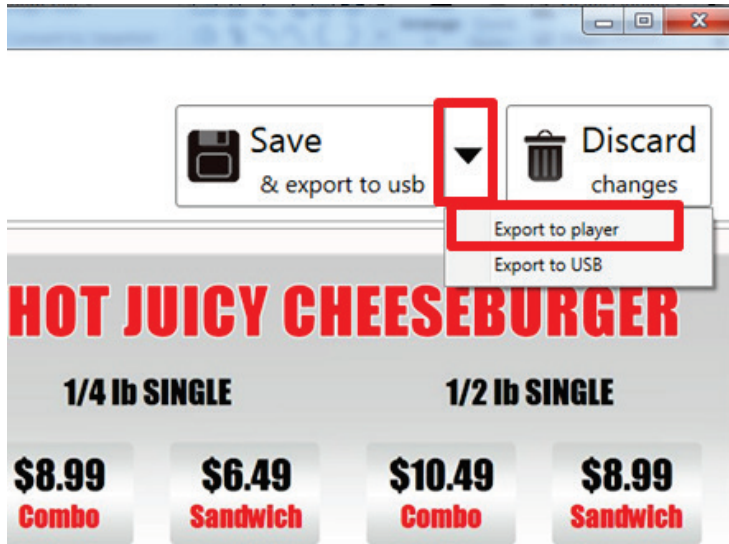 Save
& export to usb
Discard
changes
Export to player
Export to USB
HOT JUICY CHEESEBURGER
1/4 lb SINGLE
1/2 lb SINGLE
$8.99
$6.49
$10.49
$8.99
Combo
Sandwich
Combo
Sandwich